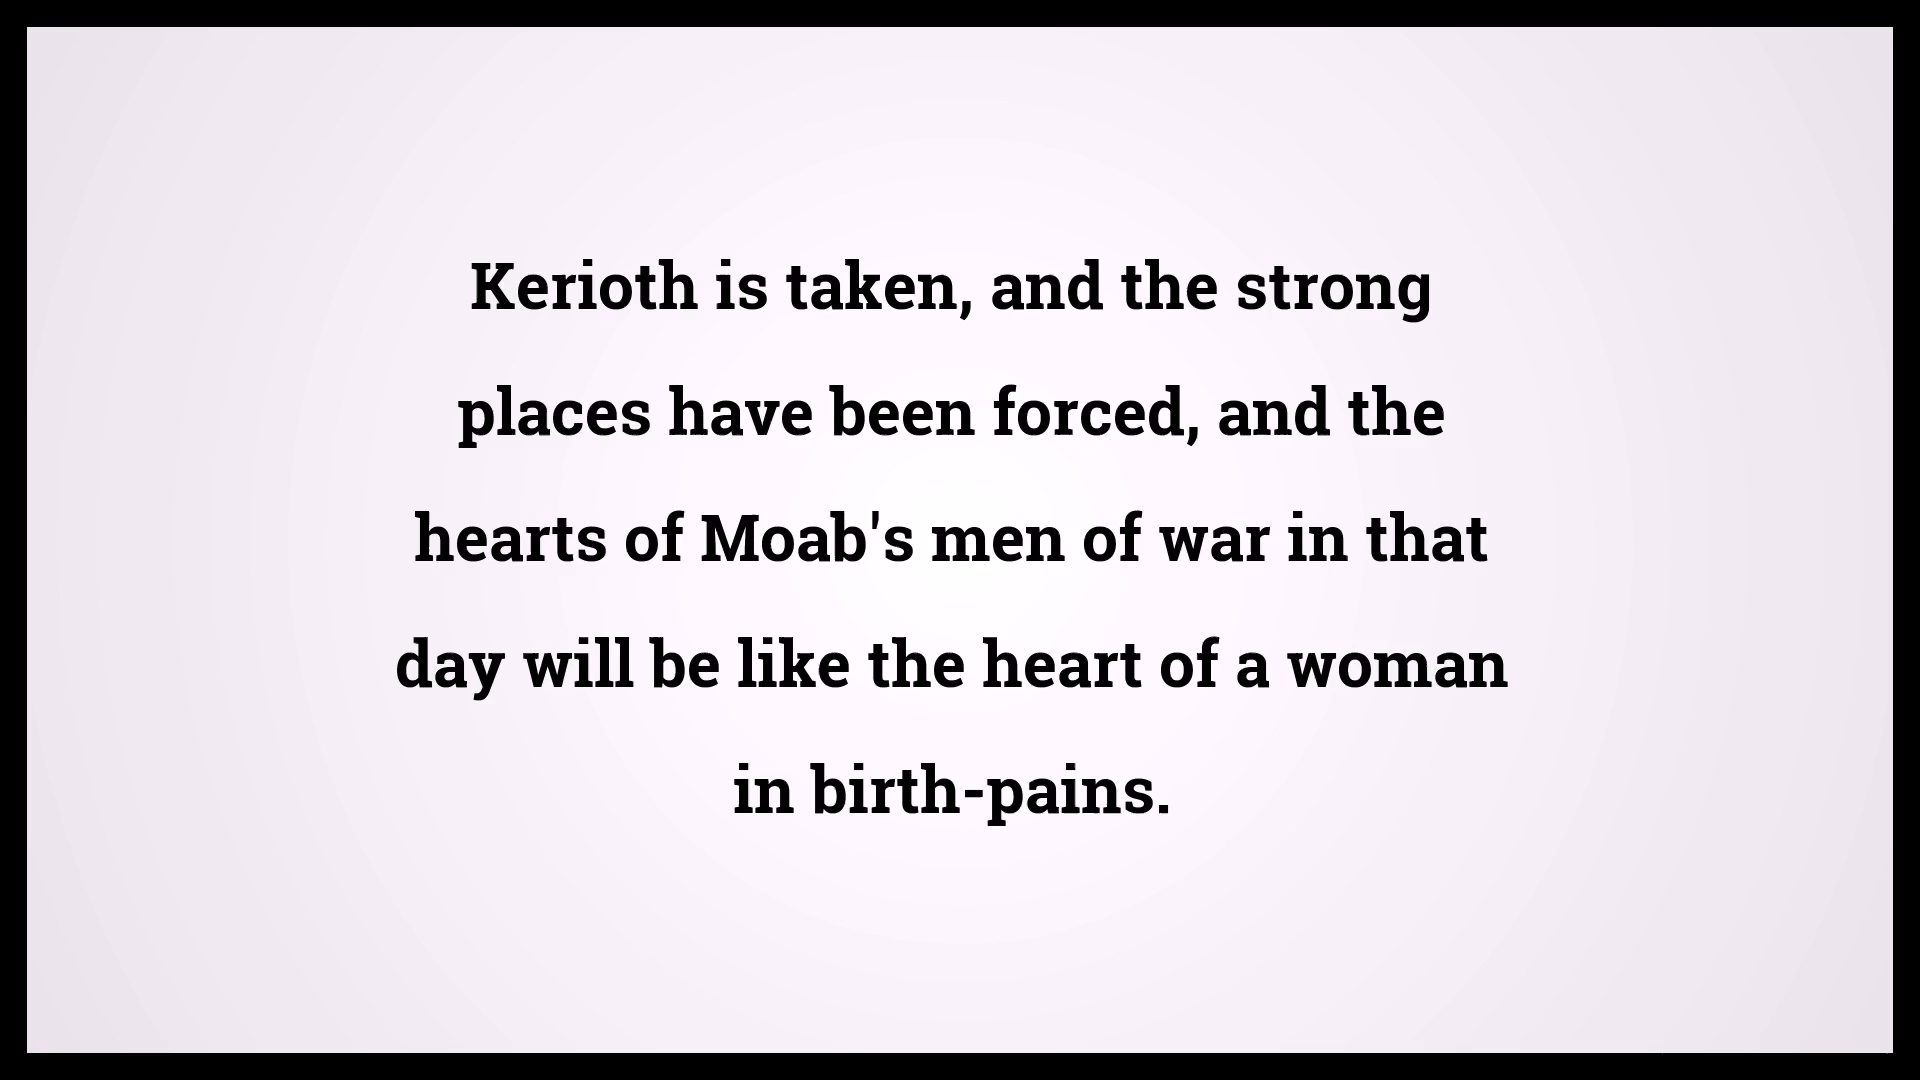 Kerioth is taken, and the strong
places have been forced, and the
hearts of Moab's men of war in that
day will be like the heart of a woman
in birth-pains.